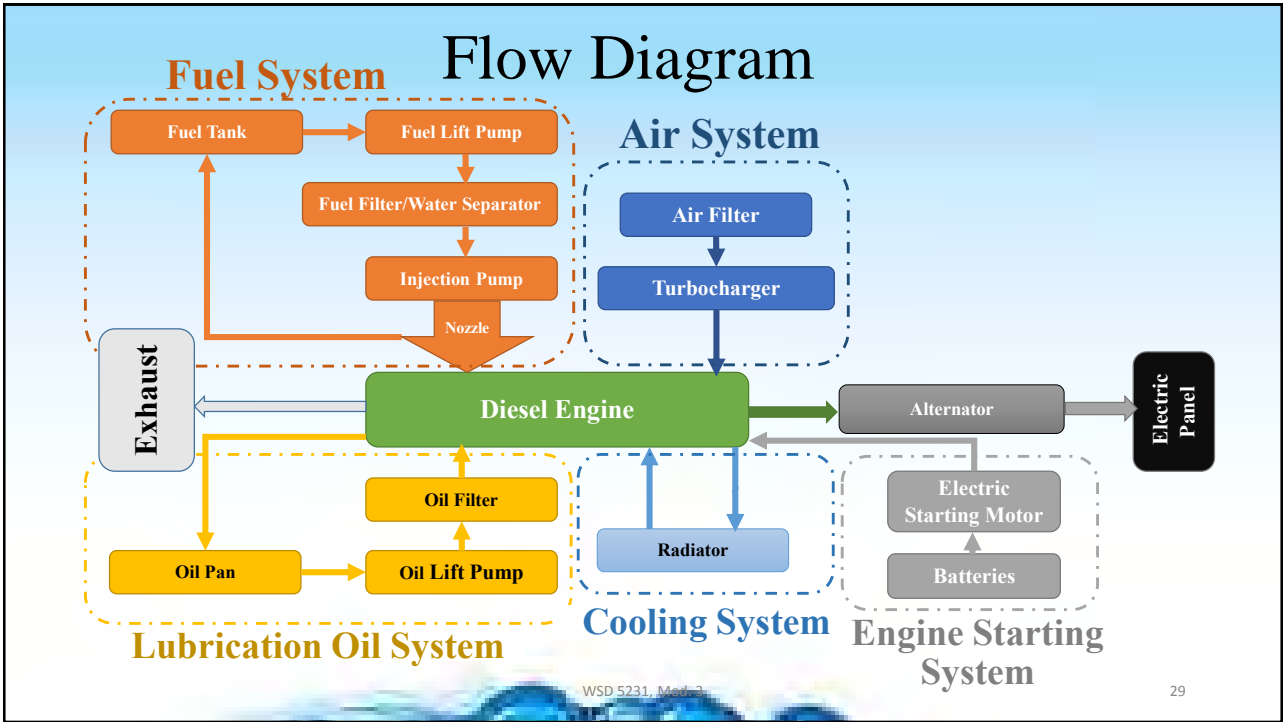 Flow Diagram
Fuel System
Fuel Tank
Fuel Lift Pump
Fuel Filter/Water Separator
Injection Pump
Nozzle
Air System
Air Filter
Turbocharger
Exhaust
Diesel Engine
Alternator
Electric
Panel
Oil Filter
Oil Pan
Oil Lift Pump
Lubrication Oil System
Radiator
Cooling System
Electric
Starting Motor
Batteries
Engine Starting
System
WSD 5231, Mod. 3
29